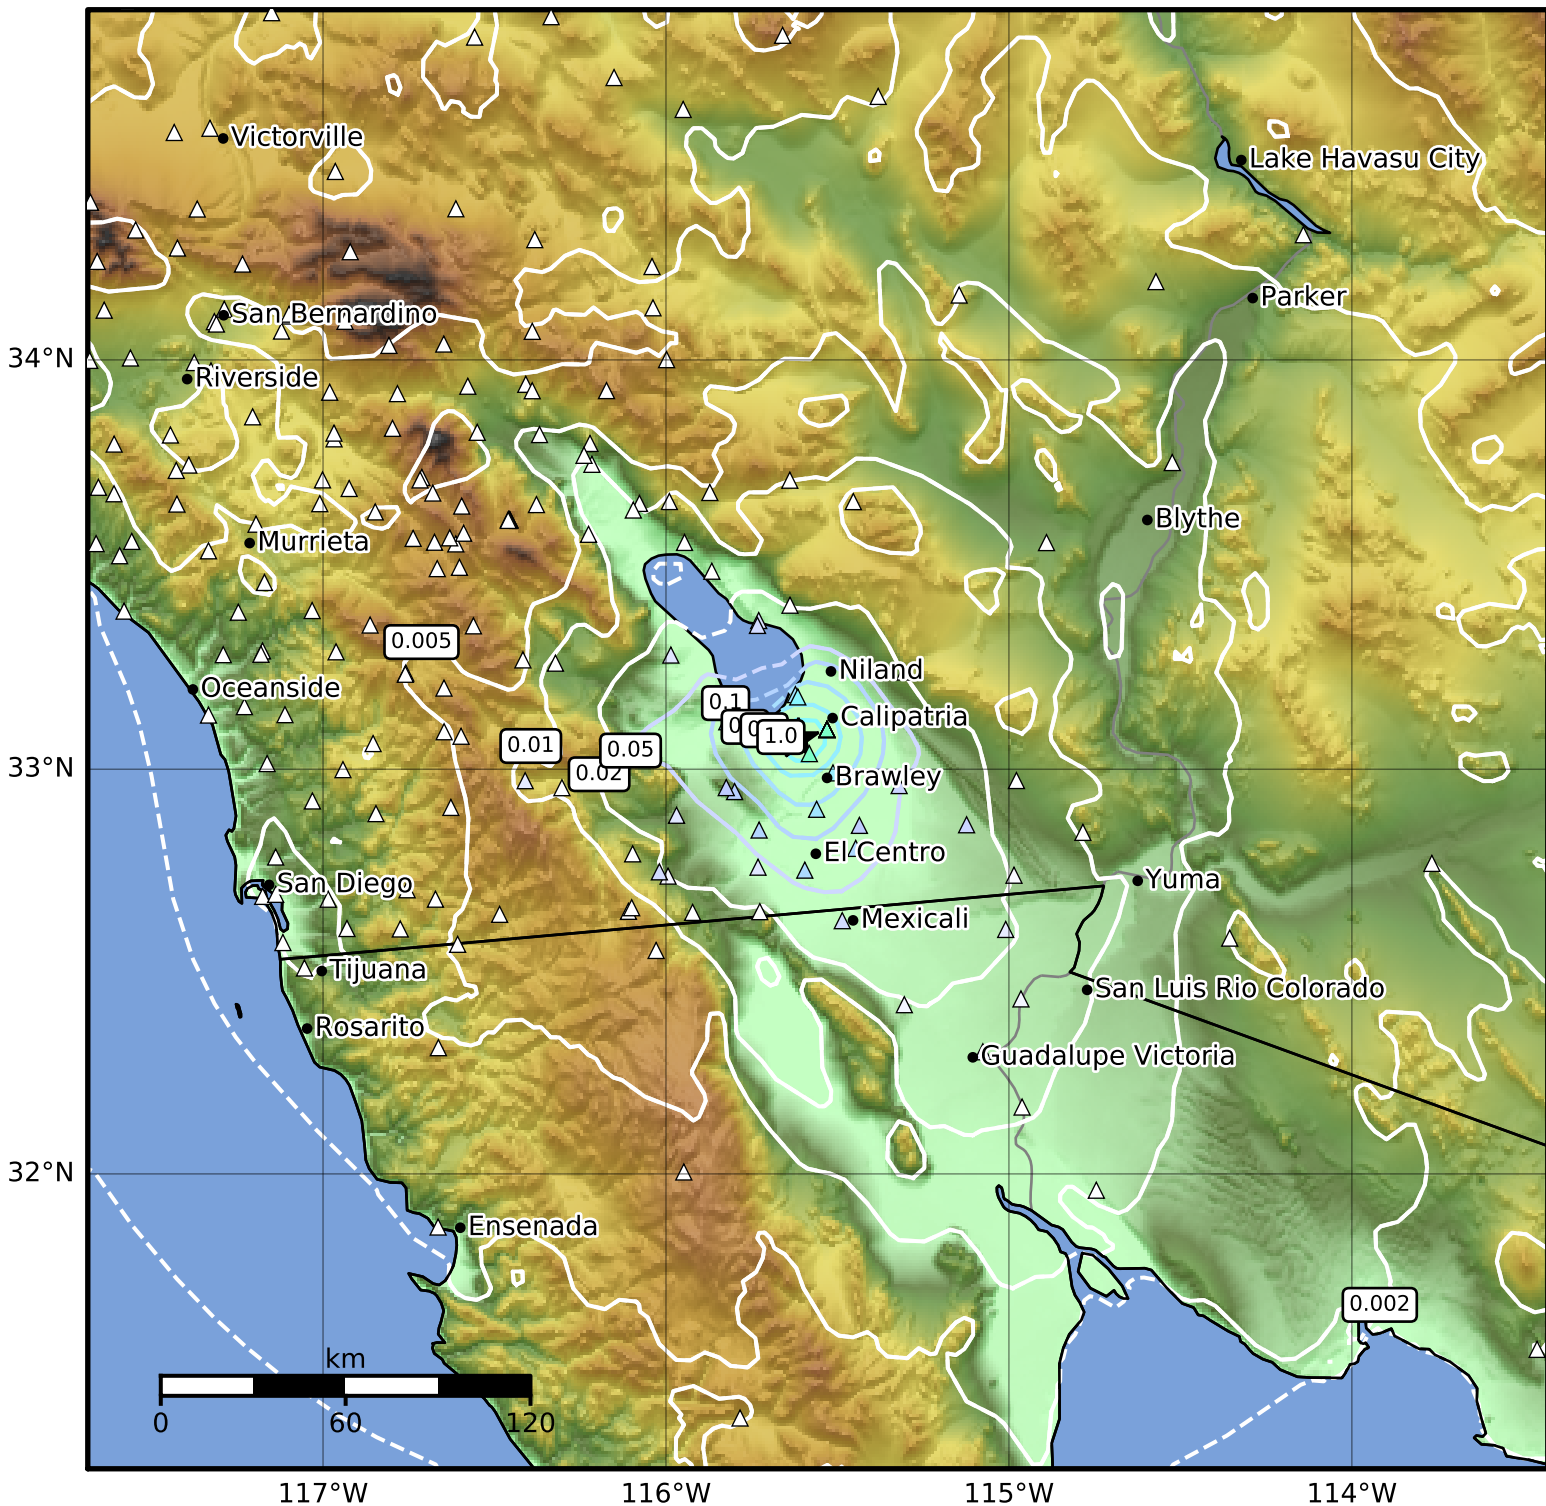 Victorville
Lake Havasu City
San Bernardino
Parker
34°N
Riverside
Blythe
Murrieta
0.005
Niland
Oceanside
0.1
Calipatria
1.0
0.01
0.05
0.02
33°N
Brawley
El Centro
San Diego
Yuma
Mexicali
Tijuana
San Luis Rio Colorado
Rosarito
Guadalupe Victoria
32°N
Ensenada
0.002
km
0 60 120
117°W 116°W 115°W 114°W